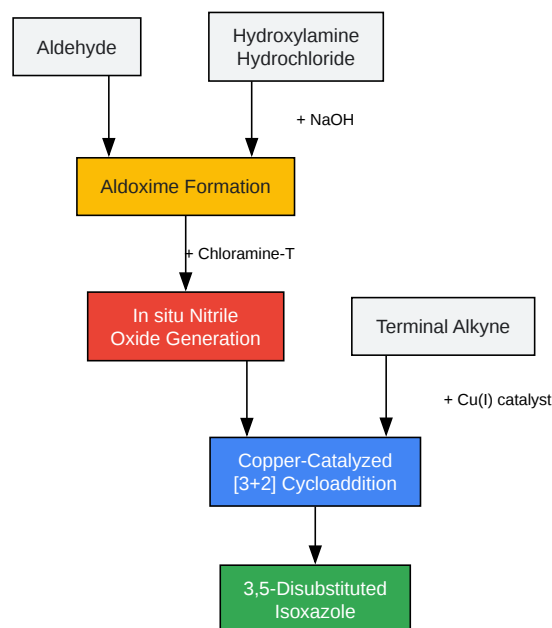 Aldehyde
Hydroxylamine
Hydrochloride
+ NaOH
Aldoxime Formation
+ Chloramine-T
In situ Nitrile
Oxide Generation
Terminal Alkyne
+ Cu(I) catalyst
Copper-Catalyzed
[3+2] Cycloaddition
3,5-Disubstituted
Isoxazole